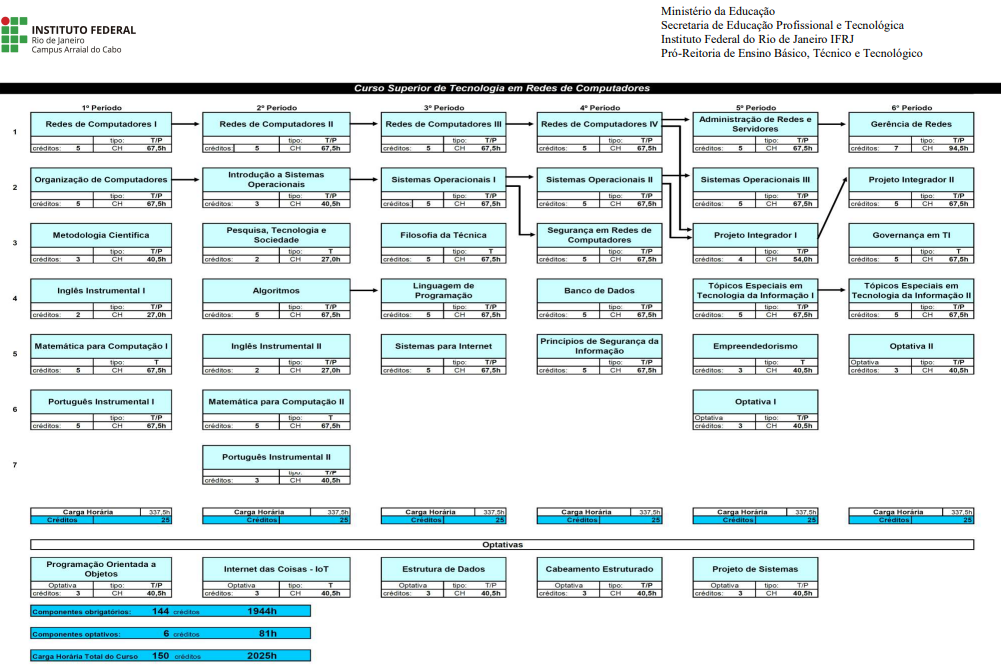 INSTITUTO FEDERAL
Rio de Janeiro
Campus Arraial do Cabo
Ministério da Educação
Secretaria de Educação Profissional e Tecnológica
Instituto Federal do Rio de Janeiro IFRJ
Pró-Reitoria de Ensino Básico, Técnico e Tecnológico
Curso Superior de Tecnologia em Redes de Computadores
1º Período 2º Período 3º Período 4º Período 5º Período 6° Período
1
Redes de Computadores I
tipo: T/P
créditos: 5 CH 67,5h
Redes de Computadores II
tipo: T/P
créditos: 5 CH 67,5h
Redes de Computadores III
tipo: T/P
créditos: 5 CH 67,5h
Redes de Computadores IV
tipo: T/P
créditos: 5 CH 67,5h
Administração de Redes e
Servidores
tipo: T/P
créditos: 5 CH 67,5h
Gerência de Redes
tipo: T/P
créditos: 7 CH 94,5h
2
Organização de Computadores
tipo: T/P
créditos: 5 CH 67,5h
Introdução a Sistemas
Operacionais
tipo: T/P
créditos: 3 CH 40,5h
Sistemas Operacionais I
tipo: T/P
créditos: 5 CH 67,5h
Sistemas Operacionais II
tipo: T/P
créditos: 5 CH 67,5h
Sistemas Operacionais III
tipo: T/P
créditos: 5 CH 67,5h
Projeto Integrador II
tipo: T/P
créditos: 5 CH 67,5h
3
Metodologia Científica
tipo: T/P
créditos: 3 CH 40,5h
Pesquisa, Tecnologia e
Sociedade
tipo: T
créditos: 2 CH 27,0h
Filosofia da Técnica
tipo: T
créditos: 5 CH 67,5h
Segurança em Redes de
Computadores
tipo: T/P
créditos: 5 CH 67,5h
Projeto Integrador I
tipo: T/P
créditos: 4 CH 54,0h
Governança em TI
tipo: T
créditos: 5 CH 67,5h
4
Inglês Instrumental I
tipo: T/P
créditos: 2 CH 27,0h
Algoritmos
tipo: T/P
créditos: 5 CH 67,5h
Linguagem de
Programação
tipo: T/P
créditos: 5 CH 67,5h
Banco de Dados
tipo: T/P
créditos: 5 CH 67,5h
Tópicos Especiais em
Tecnologia da Informação I
tipo: T/P
créditos: 5 CH 67,5h
Tópicos Especiais em
Tecnologia da Informação II
tipo: T/P
créditos: 5 CH 67,5h
5
Matemática para Computação I
tipo: T
créditos: 5 CH 67,5h
Inglês Instrumental II
tipo: T/P
créditos: 2 CH 27,0h
Sistemas para Internet
tipo: T/P
créditos: 5 CH 67,5h
Princípios de Segurança da
Informação
tipo: T/P
créditos: 5 CH 67,5h
Empreendedorismo
tipo: T
créditos: 3 CH 40,5h
Optativa II
Optativa tipo: T/P
créditos: 3 CH 40,5h
6
Português Instrumental I
tipo: T/P
créditos: 5 CH 67,5h
Matemática para Computação II
tipo: T
créditos: 5 CH 67,5h
Optativa I
Optativa tipo: T/P
créditos: 3 CH 40,5h
7
Português Instrumental II
tipo: T/P
créditos: 3 CH 40,5h
Carga Horária 337,5h Carga Horária 337,5h Carga Horária 337,5h Carga Horária 337,5h Carga Horária 337,5h Carga Horária 337,5h
Créditos 25 Créditos 25 Créditos 25 Créditos 25 Créditos 25 Créditos 25
Optativas
Programação Orientada a
Objetos
Optativa tipo: T/P
créditos: 3 CH 40,5h
Internet das Coisas - IoT
Optativa tipo: T
créditos: 3 CH 40,5h
Estrutura de Dados
Optativa tipo: T/P
créditos: 3 CH 40,5h
Cabeamento Estruturado
Optativa tipo: T/P
créditos: 3 CH 40,5h
Projeto de Sistemas
Optativa tipo: T/P
créditos: 3 CH 40,5h
Componentes obrigatórios: 144 créditos 1944h
Componentes optativos: 6 créditos 81h
Carga Horária Total do Curso 150 créditos 2025h